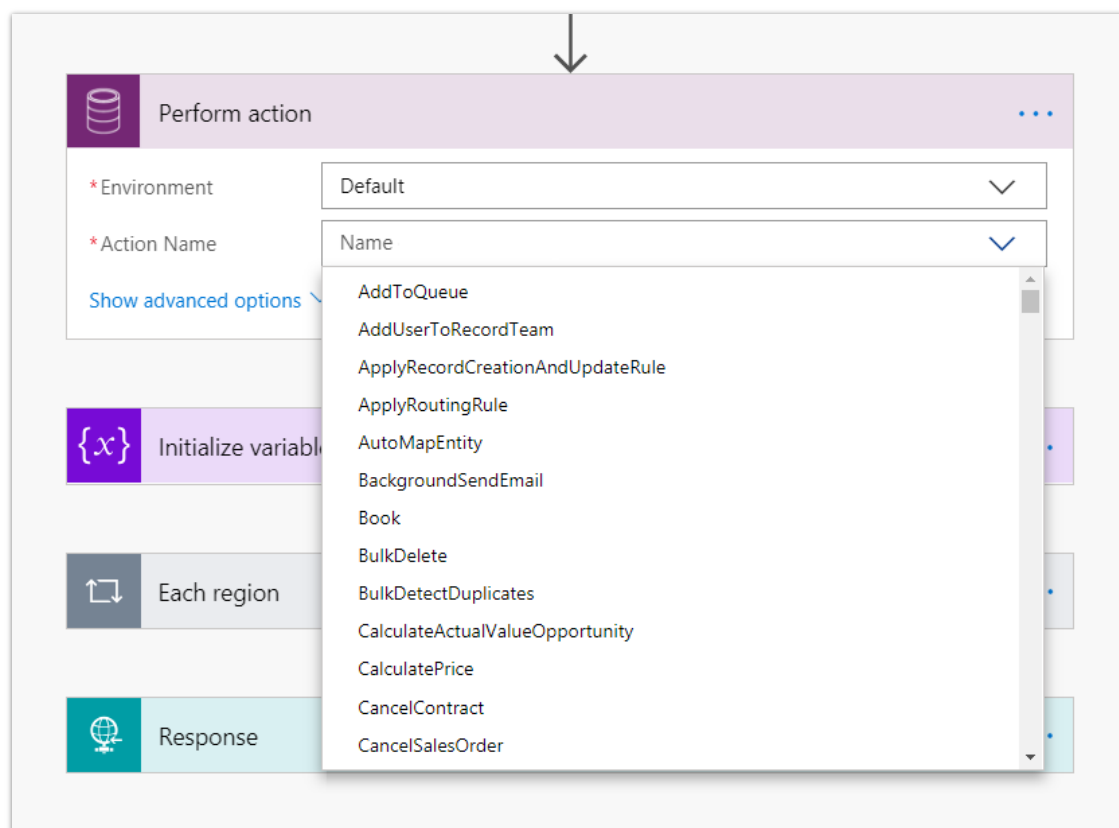 Perform action
*Environment
Default
*Action Name
Name
Show advanced options
AddToQueue
AddUserToRecordTeam
ApplyRecordCreationAndUpdateRule
ApplyRoutingRule
AutoMapEntity
BackgroundSendEmail
Book
BulkDelete
BulkDetectDuplicates
CalculateActualValueOpportunity
CalculatePrice
CancelContract
CancelSalesOrder
{x}
Initialize variabl
Each region
Response